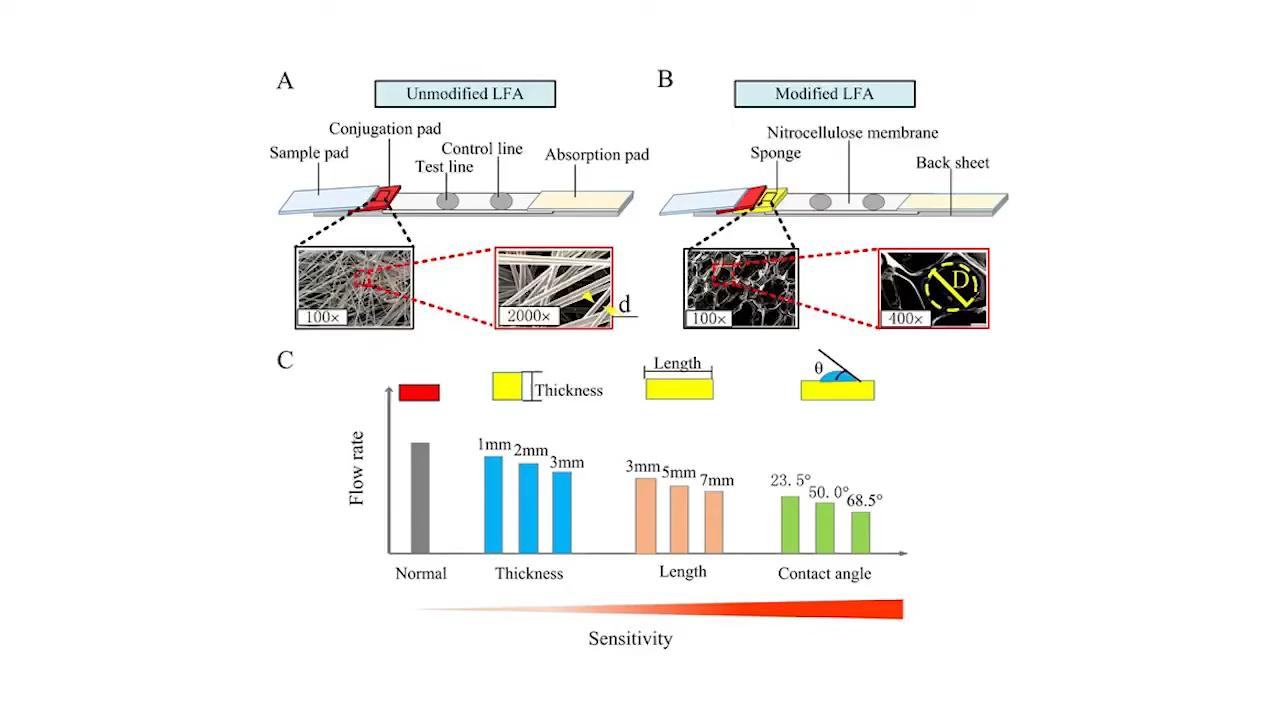 A
Unmodified LFA
Conjugation pad
Sample pad
Test line
Control line
Absorption pad
100×
2000×
d
B
Modified LFA
Nitrocellulose membrane
Sponge
Back sheet
100×
400×
D
C
Thickness
Length
θ
Flow rate
1mm
2mm
3mm
3mm
5mm
7mm
23.5°
50.0°
68.5°
Normal
Thickness
Length
Contact angle
Sensitivity